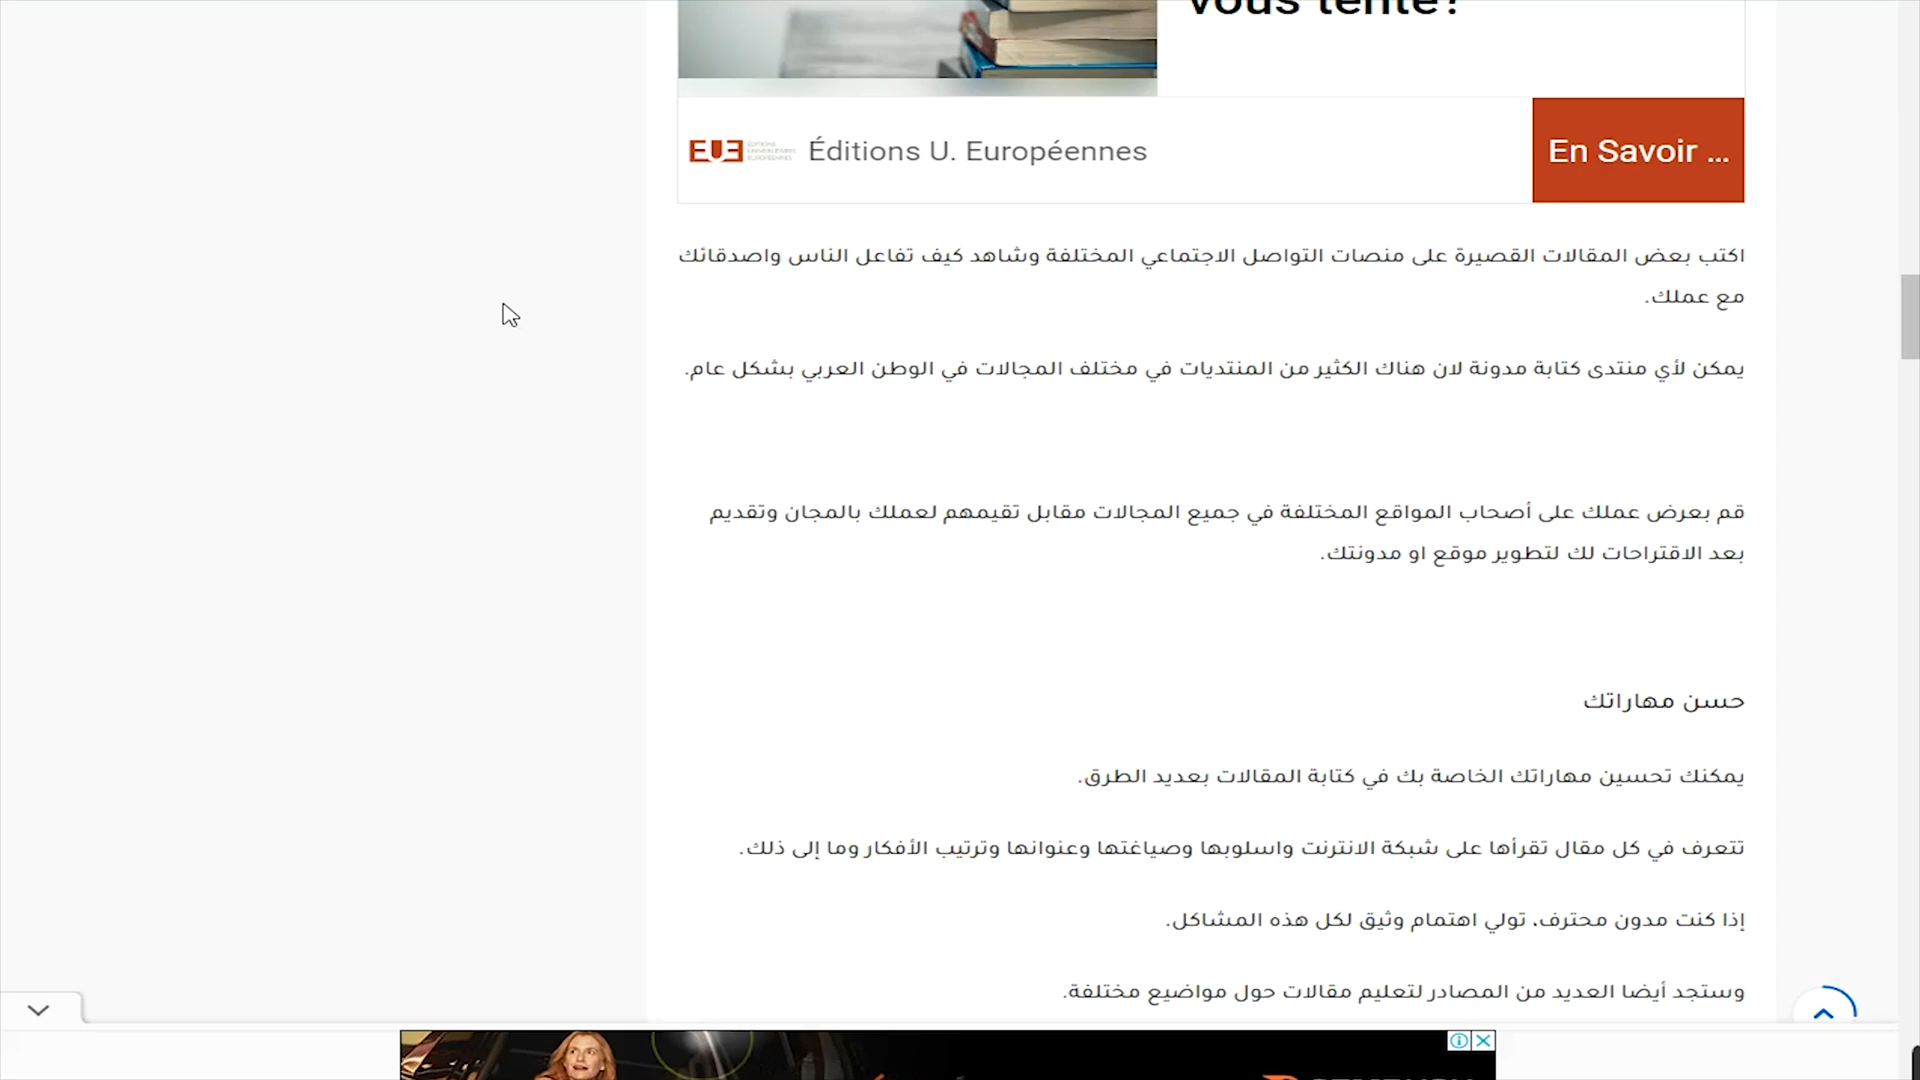 vous tente?
EUE
Éditions U. Européennes
En Savoir ...
اكتب بعض المقالات القصيرة على منصات التواصل الاجتماعي المختلفة وشاهد كيف تفاعل الناس واصدقائك
مع عملك.
يمكن لأي منتدى كتابة مدونة لان هناك الكثير من المنتديات في مختلف المجالات في الوطن العربي بشكل عام.
قم بعرض عملك على أصحاب المواقع المختلفة في جميع المجالات مقابل تقيمهم لعملك بالمجان وتقديم
بعد الاقتراحات لك لتطوير موقع او مدونتك.
حسن مهاراتك
يمكنك تحسين مهاراتك الخاصة بك في كتابة المقالات بعديد الطرق.
تتعرف في كل مقال تقرأها على شبكة الانترنت واسلوبها وصياغتها وعنوانها وترتيب الأفكار وما إلى ذلك.
إذا كنت مدون محترف، تولي اهتمام وثيق لكل هذه المشاكل.
وستجد أيضا العديد من المصادر لتعليم مقالات حول مواضيع مختلفة.